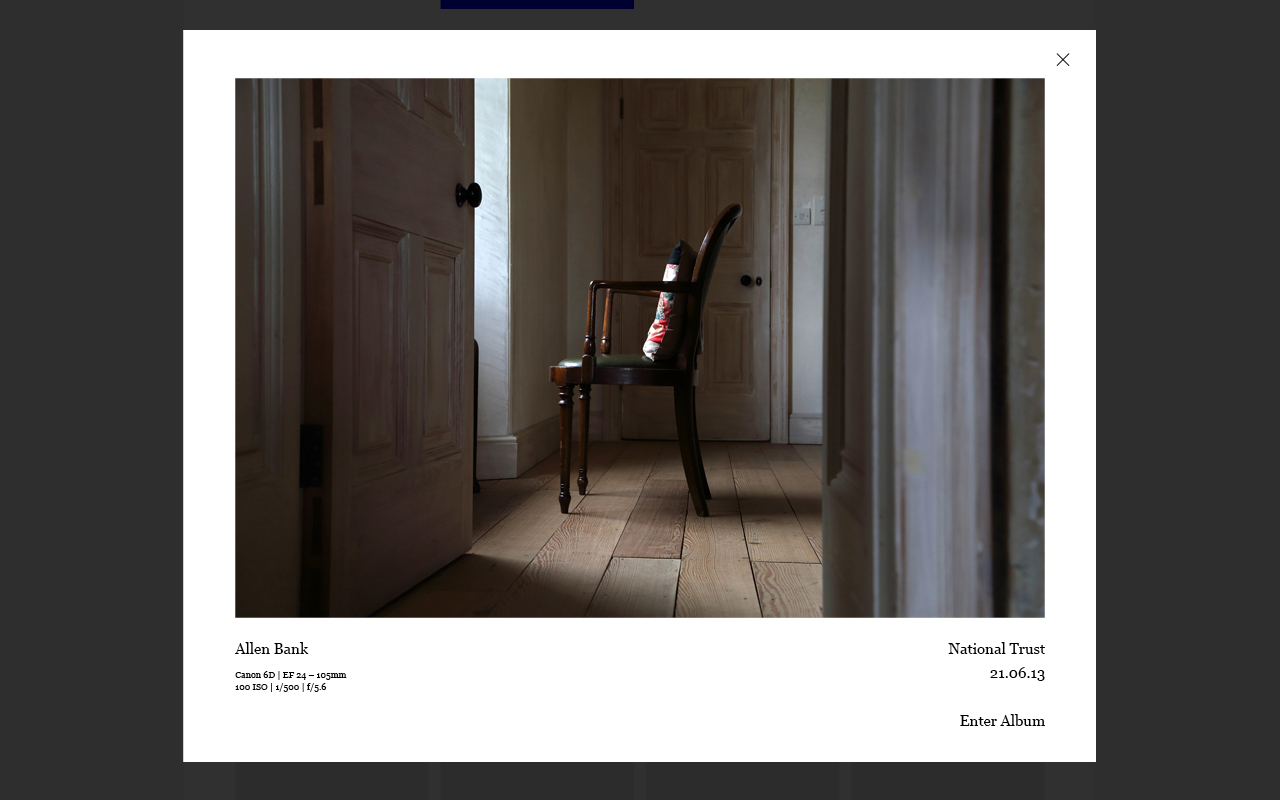 Allen Bank
National Trust
Canon 6D | EF 24 – 105mm
21.06.13
100 ISO | 1/500 | f/5.6
Enter Album